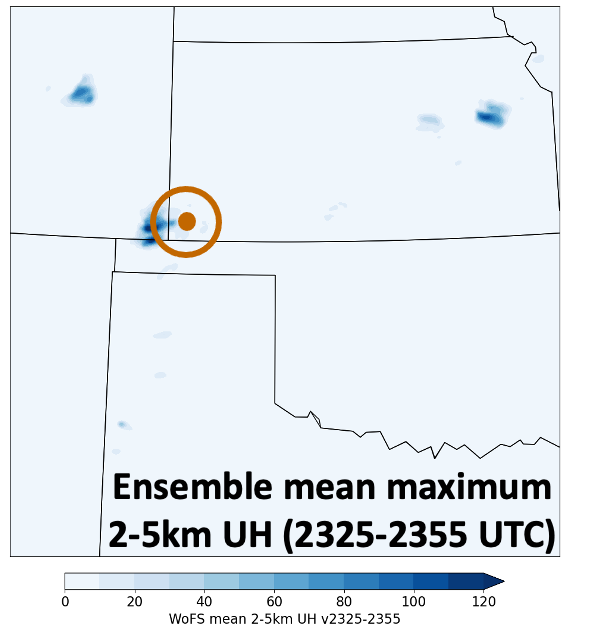 Ensemble mean maximum
2-5km UH (2325-2355 UTC)
0 20 40 60 80 100 120
WoFS mean 2-5km UH v2325-2355